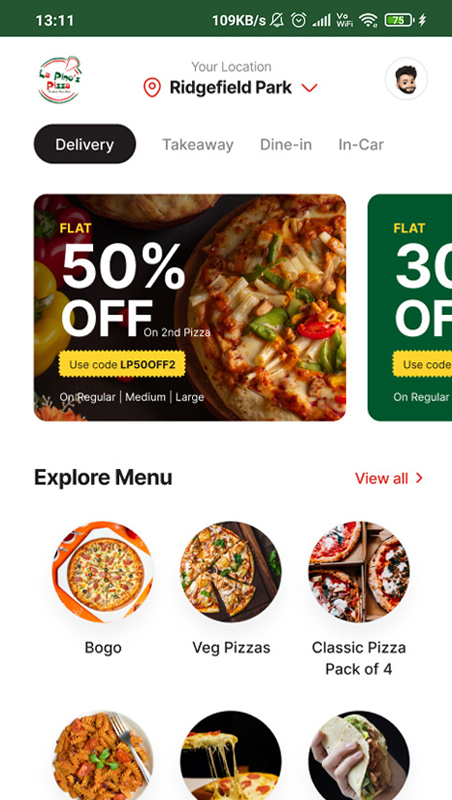 13:11
109KB/s
Vo
WiFi
75
La Pino'z
Pizza
Your Location
Ridgefield Park
Delivery
Takeaway
Dine-in
In-Car
FLAT
50%
OFF On 2nd Pizza
Use code LP50OFF2
On Regular | Medium | Large
FLAT
30
OF
Use code
On Regular
Explore Menu
View all
Bogo
Veg Pizzas
Classic Pizza
Pack of 4